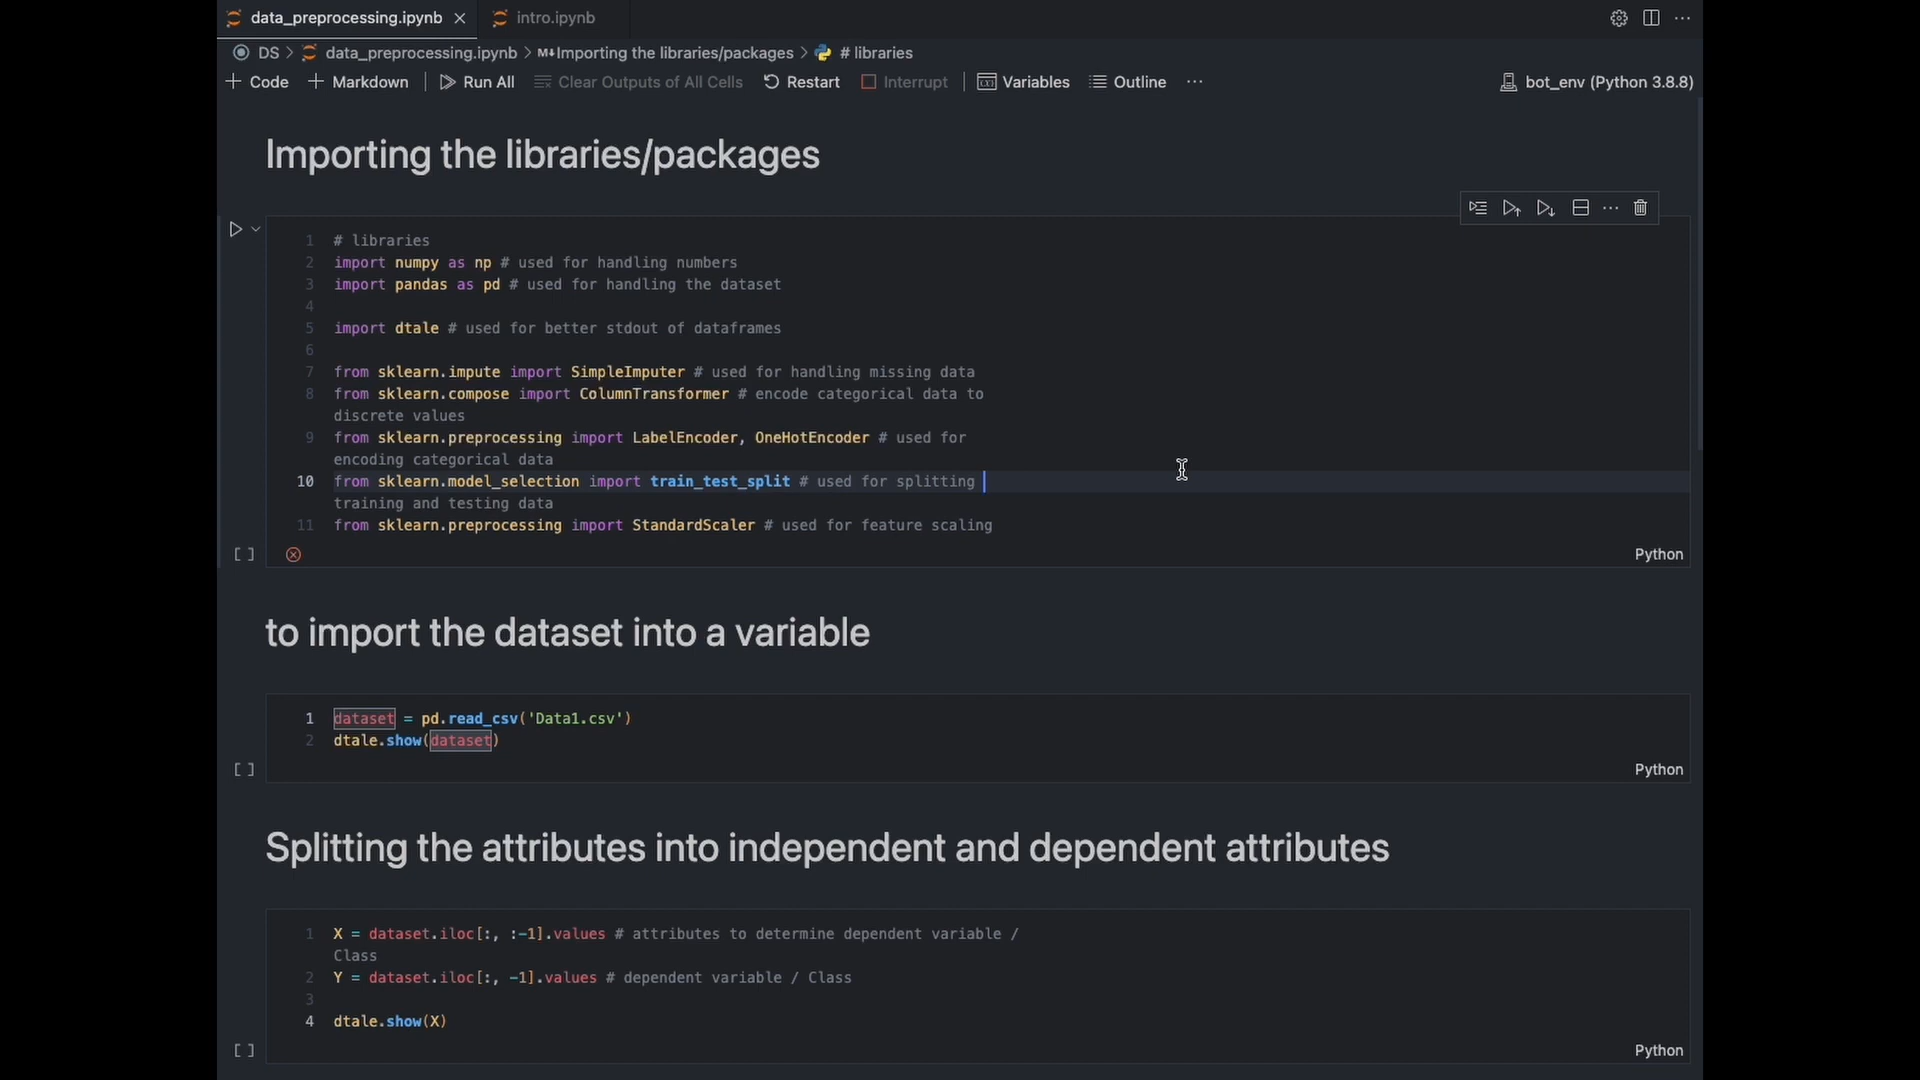 data_preprocessing.ipynb intro.ipynb
DS > data_preprocessing.ipynb > M↓Importing the libraries/packages > # libraries
+ Code + Markdown Run All Clear Outputs of All Cells Restart Interrupt Variables Outline ... bot_env (Python 3.8.8)
Importing the libraries/packages
1 # libraries
2 import numpy as np # used for handling numbers
3 import pandas as pd # used for handling the dataset
4
5 import dtale # used for better stdout of dataframes
6
7 from sklearn.impute import SimpleImputer # used for handling missing data
8 from sklearn.compose import ColumnTransformer # encode categorical data to
discrete values
9 from sklearn.preprocessing import LabelEncoder, OneHotEncoder # used for
encoding categorical data
10 from sklearn.model_selection import train_test_split # used for splitting
training and testing data
11 from sklearn.preprocessing import StandardScaler # used for feature scaling
[ ] Python
to import the dataset into a variable
1 dataset = pd.read_csv('Data1.csv')
2 dtale.show(dataset)
[ ] Python
Splitting the attributes into independent and dependent attributes
1 X = dataset.iloc[:, :-1].values # attributes to determine dependent variable /
Class
2 Y = dataset.iloc[:, -1].values # dependent variable / Class
3
4 dtale.show(X)
[ ] Python